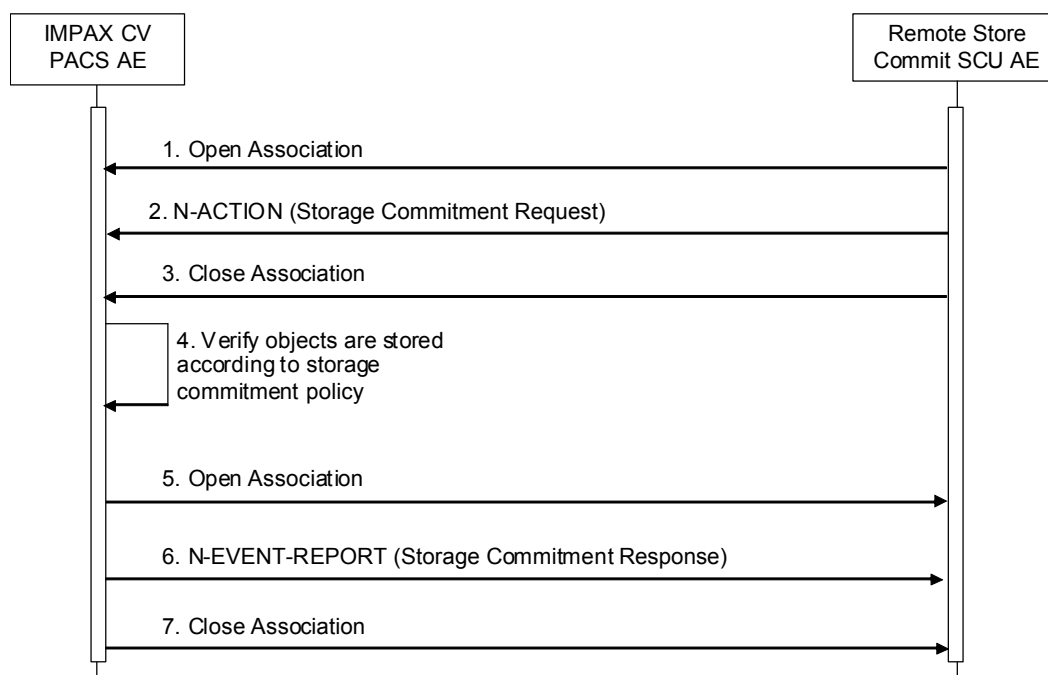 IMPAX CV
PACS AE
Remote Store
Commit SCU AE
1. Open Association
2. N-ACTION (Storage Commitment Request)
3. Close Association
4. Verify objects are stored
according to storage
commitment policy
5. Open Association
6. N-EVENT-REPORT (Storage Commitment Response)
7. Close Association